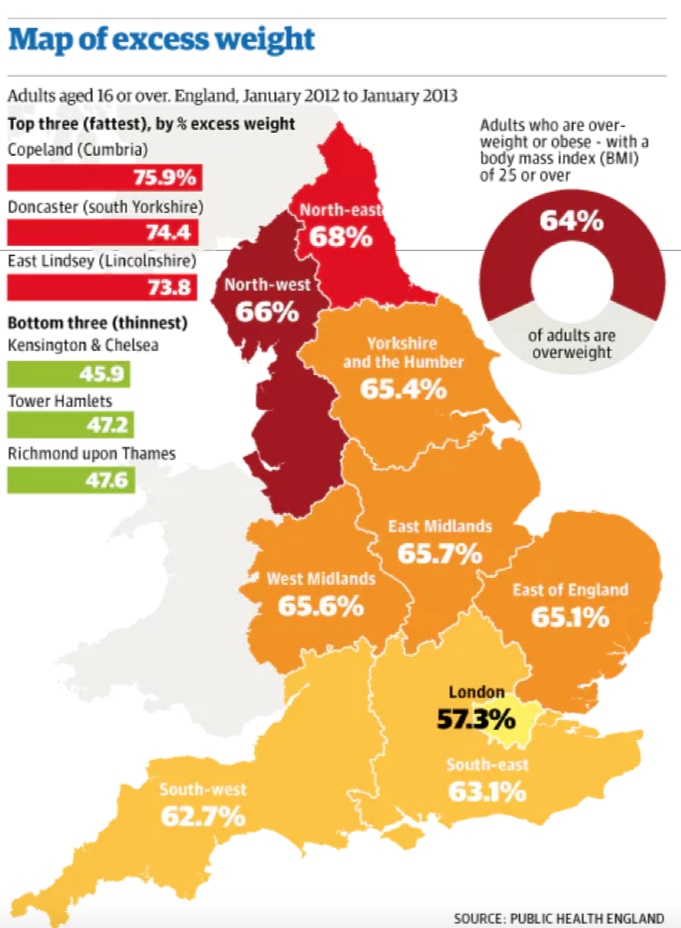 Map of excess weight
Adults aged 16 or over. England, January 2012 to January 2013
Top three (fattest), by % excess weight
Copeland (Cumbria)
75.9%
Doncaster (south Yorkshire)
74.4
East Lindsey (Lincolnshire)
73.8
Bottom three (thinnest)
Kensington & Chelsea
45.9
Tower Hamlets
47.2
Richmond upon Thames
47.6
Adults who are over-
weight or obese - with a
body mass index (BMI)
of 25 or over
64%
of adults are
overweight
North-east
68%
North-west
66%
Yorkshire
and the Humber
65.4%
East Midlands
65.7%
West Midlands
65.6%
East of England
65.1%
London
57.3%
South-east
63.1%
South-west
62.7%
SOURCE: PUBLIC HEALTH ENGLAND